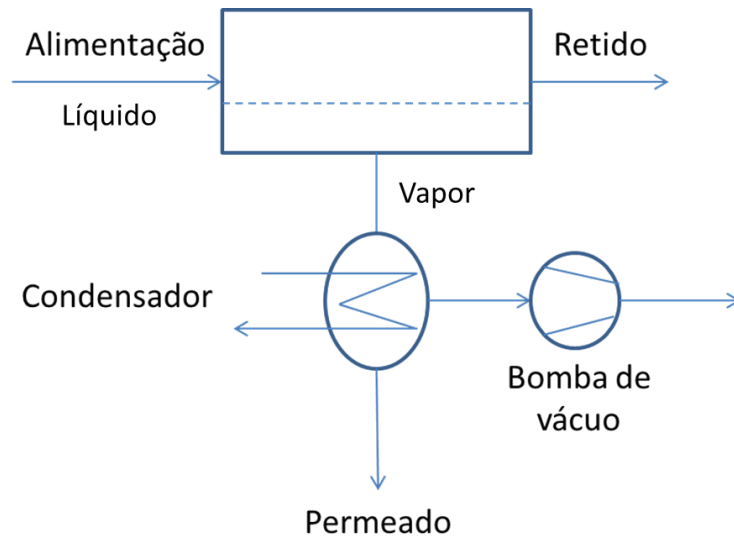 Alimentação
Retido
Líquido
Vapor
Condensador
Bomba de
vácuo
Permeado